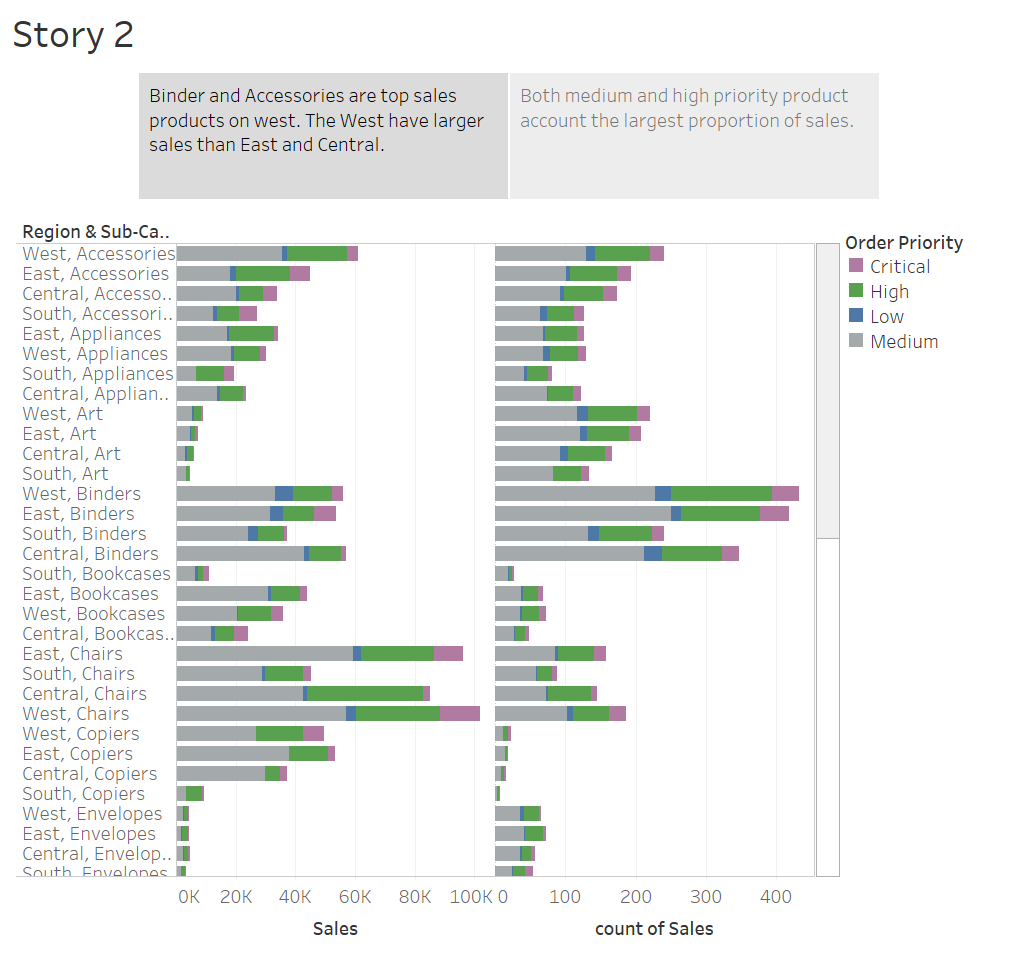 Story 2
Binder and Accessories are top sales
products on west. The West have larger
sales than East and Central.
Both medium and high priority product
account the largest proportion of sales.
Region & Sub-Ca..
West, Accessories
East, Accessories
Central, Accesso..
South, Accessori..
East, Appliances
West, Appliances
South, Appliances
Central, Applian..
West, Art
East, Art
Central, Art
South, Art
West, Binders
East, Binders
South, Binders
Central, Binders
South, Bookcases
East, Bookcases
West, Bookcases
Central, Bookcas..
East, Chairs
South, Chairs
Central, Chairs
West, Chairs
West, Copiers
East, Copiers
Central, Copiers
South, Copiers
West, Envelopes
East, Envelopes
Central, Envelop..
South, Envelopes
0K 20K 40K 60K 80K 100K
Sales
0 100 200 300 400
count of Sales
Order Priority
Critical
High
Low
Medium